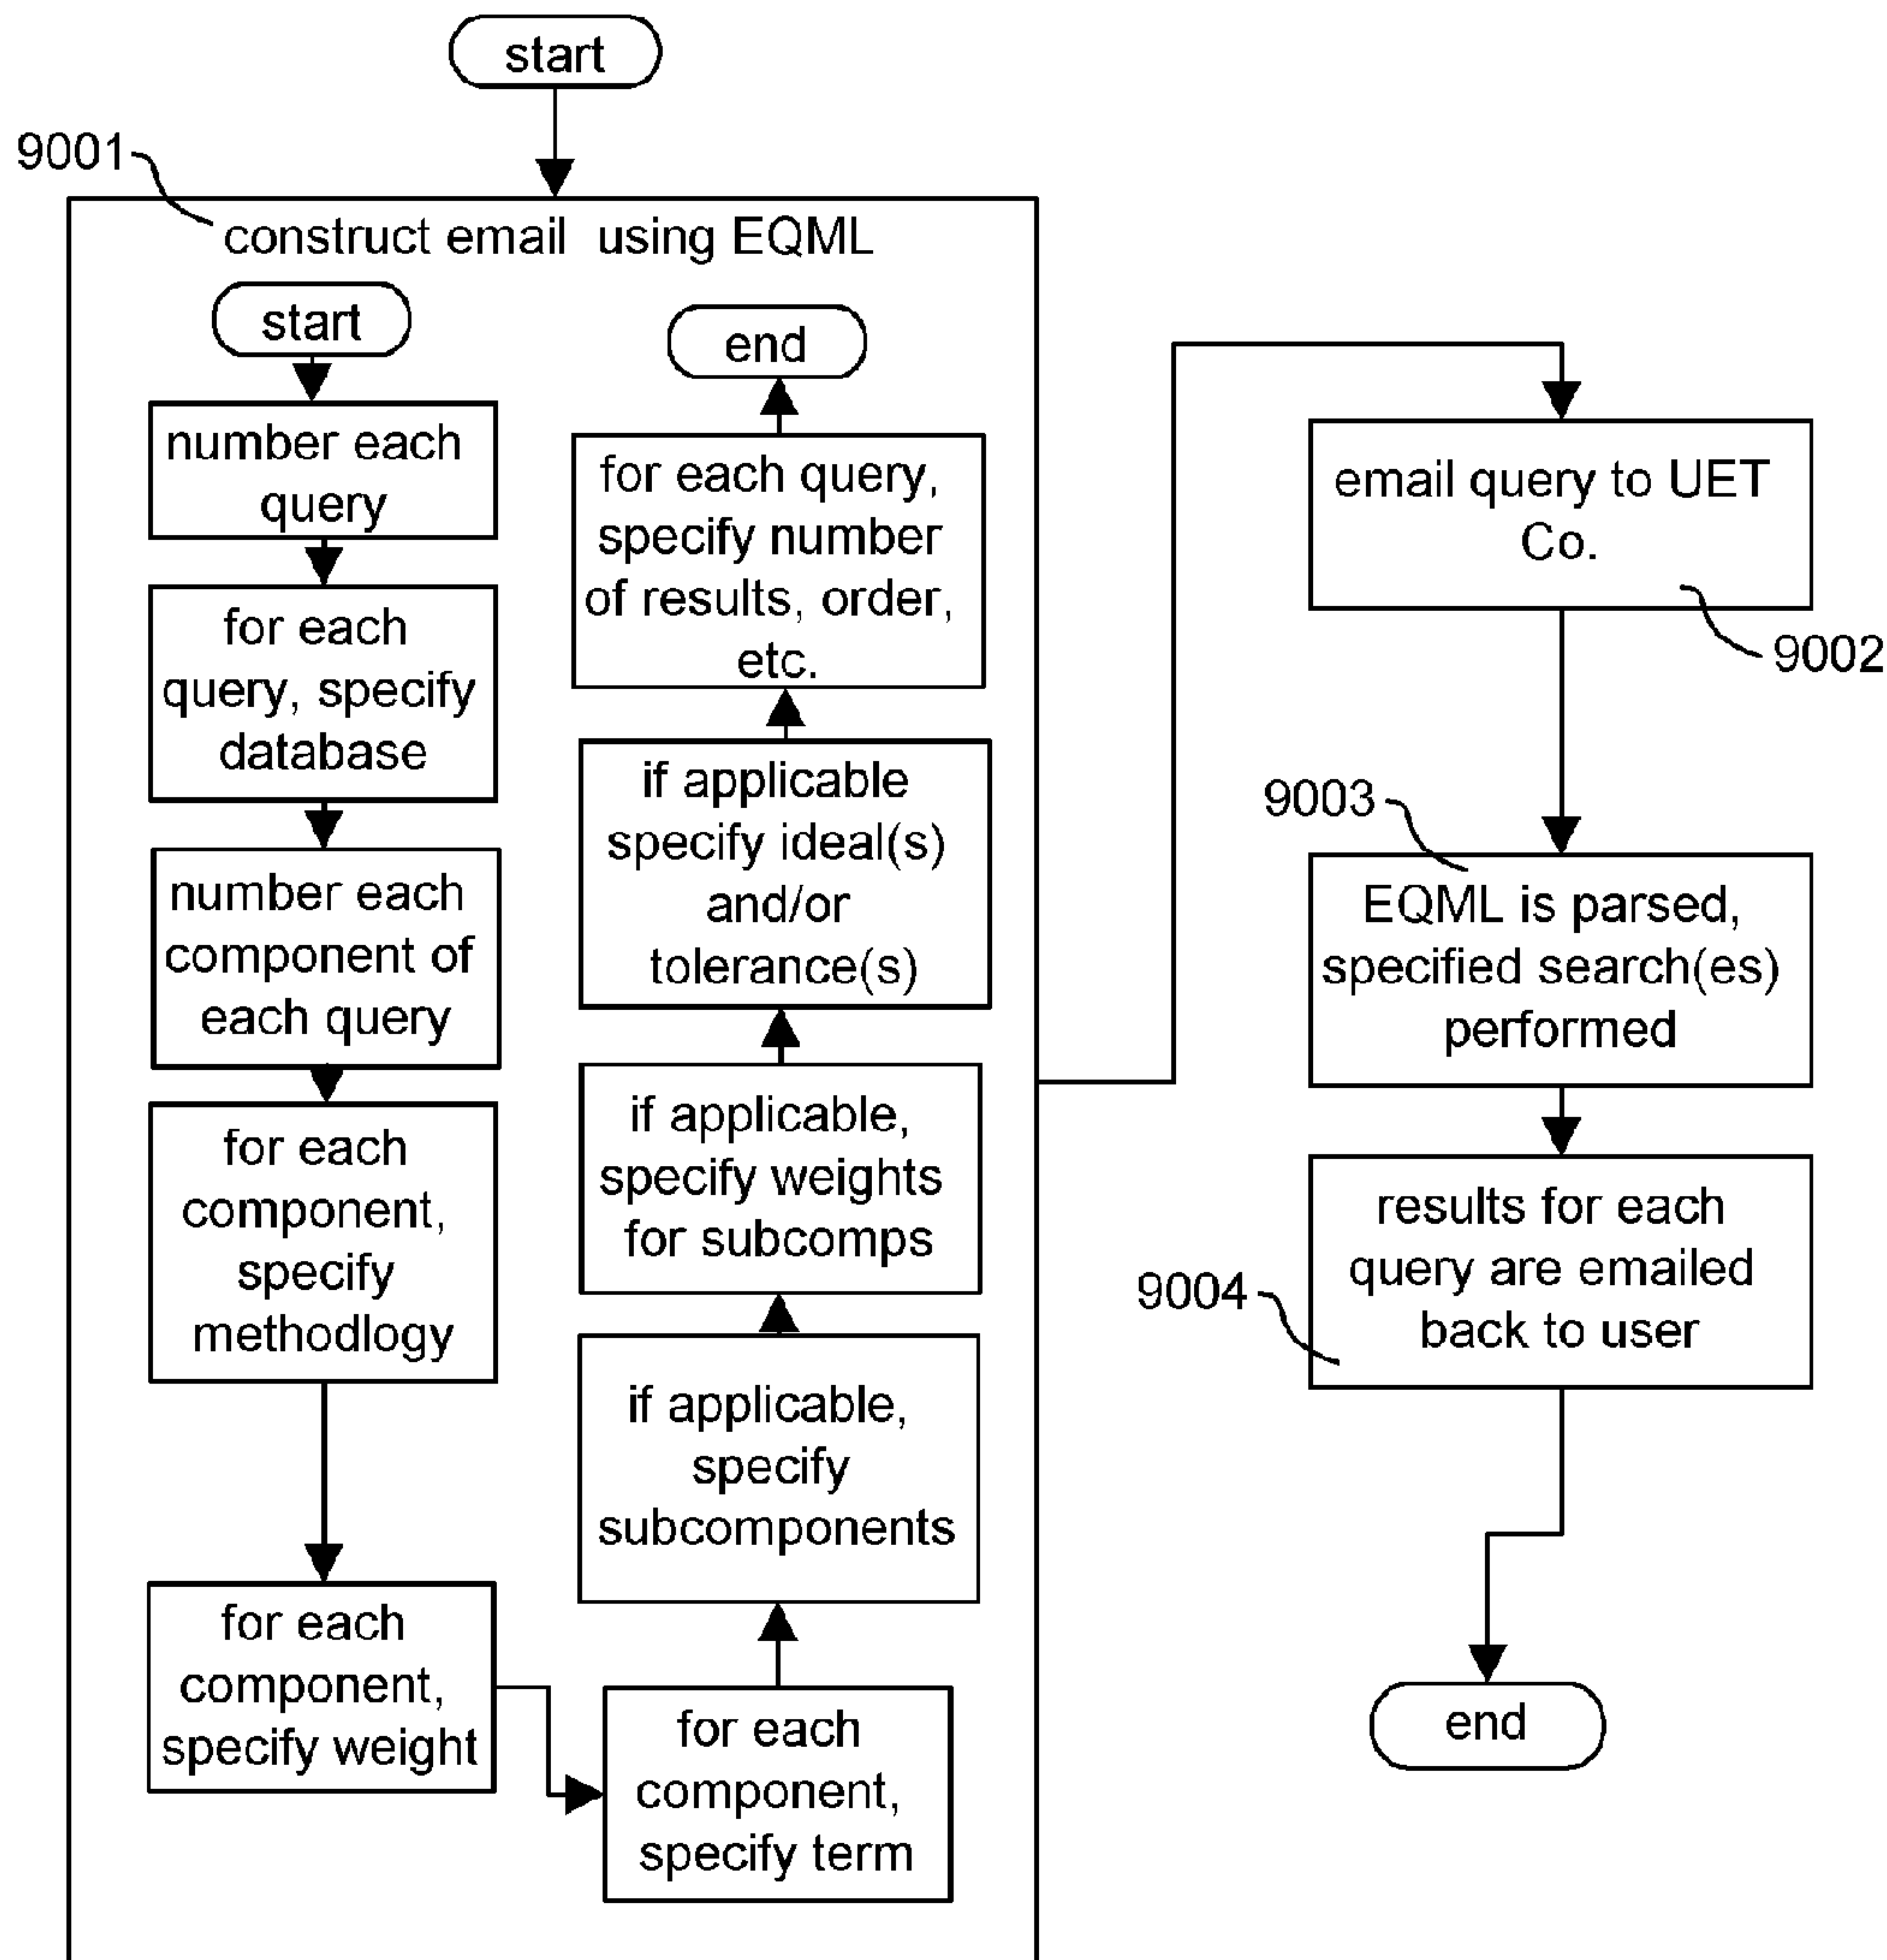 start
9001
construct email using EQML
start
number each
query
for each
query, specify
database
number each
component of
each query
for each
component,
specify
methodlogy
for each
component,
specify weight
for each
component,
specify term
if applicable,
specify
subcomponents
if applicable,
specify weights
for subcomps
if applicable
specify ideal(s)
and/or
tolerance(s)
for each query,
specify number
of results, order,
etc.
end
email query to UET
Co.
9002
9003
EQML is parsed,
specified search(es)
performed
9004
results for each
query are emailed
back to user
end